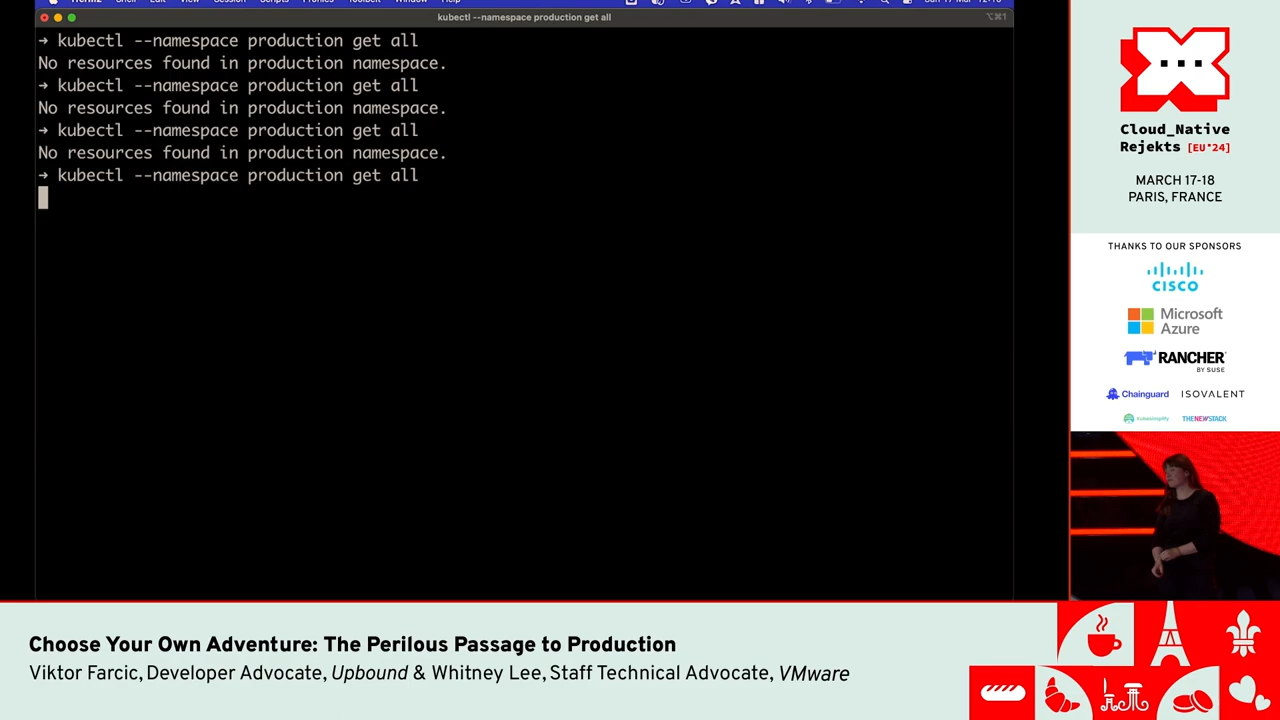 kubectl --namespace production get all
⌥⌘1
➜ kubectl --namespace production get all
No resources found in production namespace.
➜ kubectl --namespace production get all
No resources found in production namespace.
➜ kubectl --namespace production get all
No resources found in production namespace.
➜ kubectl --namespace production get all
Cloud_Native
Rejekts [EU'24]
MARCH 17-18
PARIS, FRANCE
THANKS TO OUR SPONSORS
CISCO
Microsoft
Azure
RANCHER
BY SUSE
Chainguard ISOVALENT
THENEWSTACK
Choose Your Own Adventure: The Perilous Passage to Production
Viktor Farcic, Developer Advocate, Upbound & Whitney Lee, Staff Technical Advocate, VMware